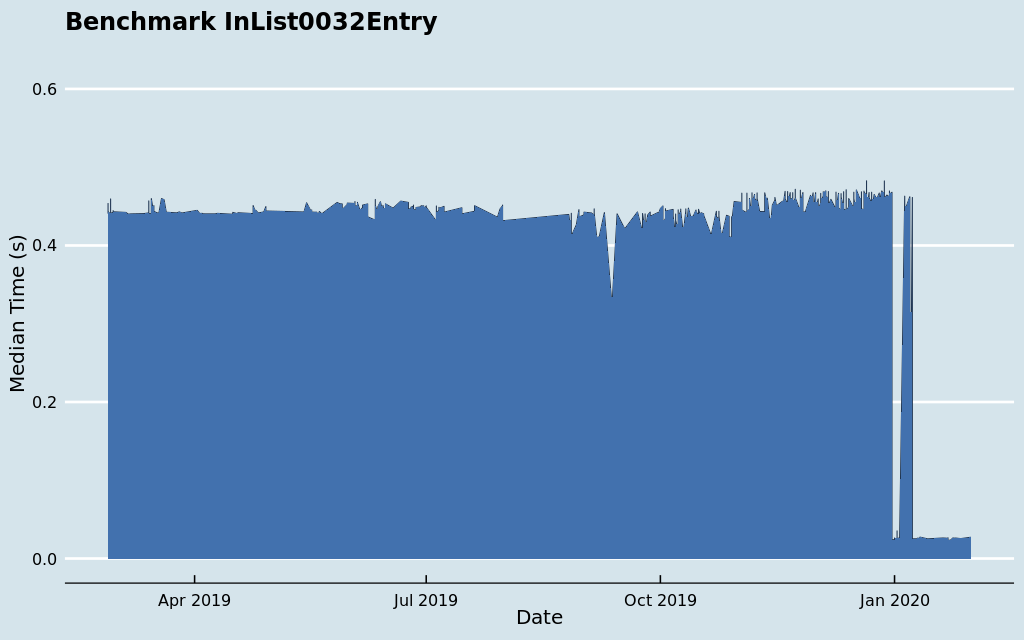 Benchmark InList0032Entry
Median Time (s)
0.6
0.4
0.2
0.0
Apr 2019
Jul 2019
Oct 2019
Jan 2020
Date